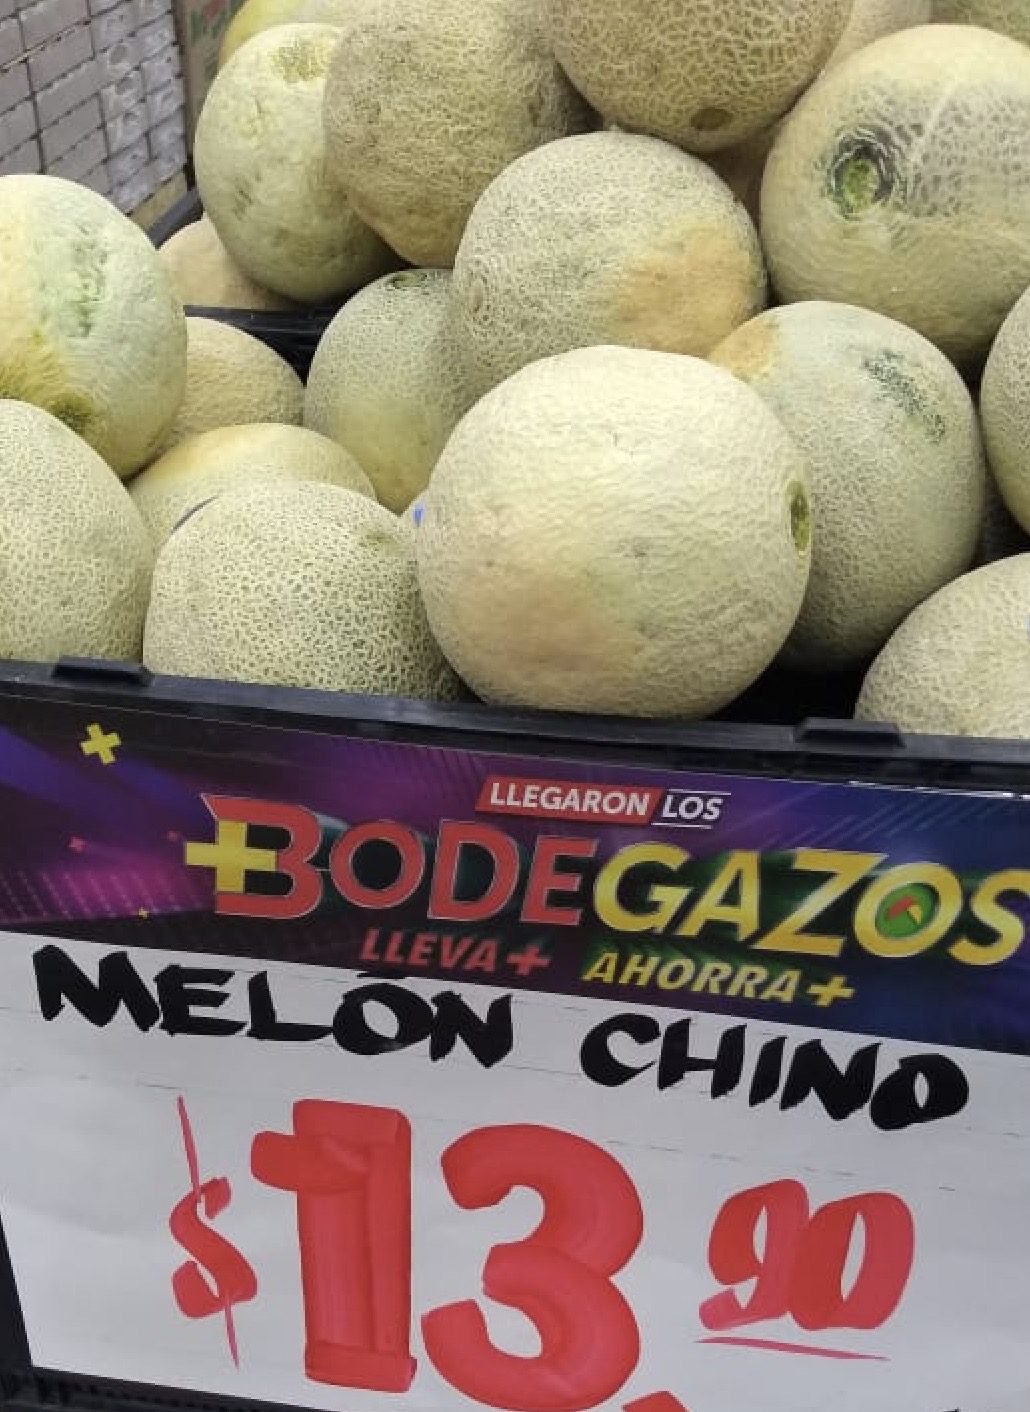 LLEGARON LOS
+BODEGAZOS
LLEVA+ AHORRA+
MELÓN CHINO
$13.90